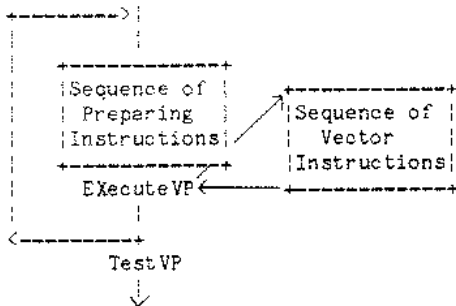 Sequence of
Preparing
Instructions
Sequence of
Vector
Instructions
EXecuteVP
TestVP